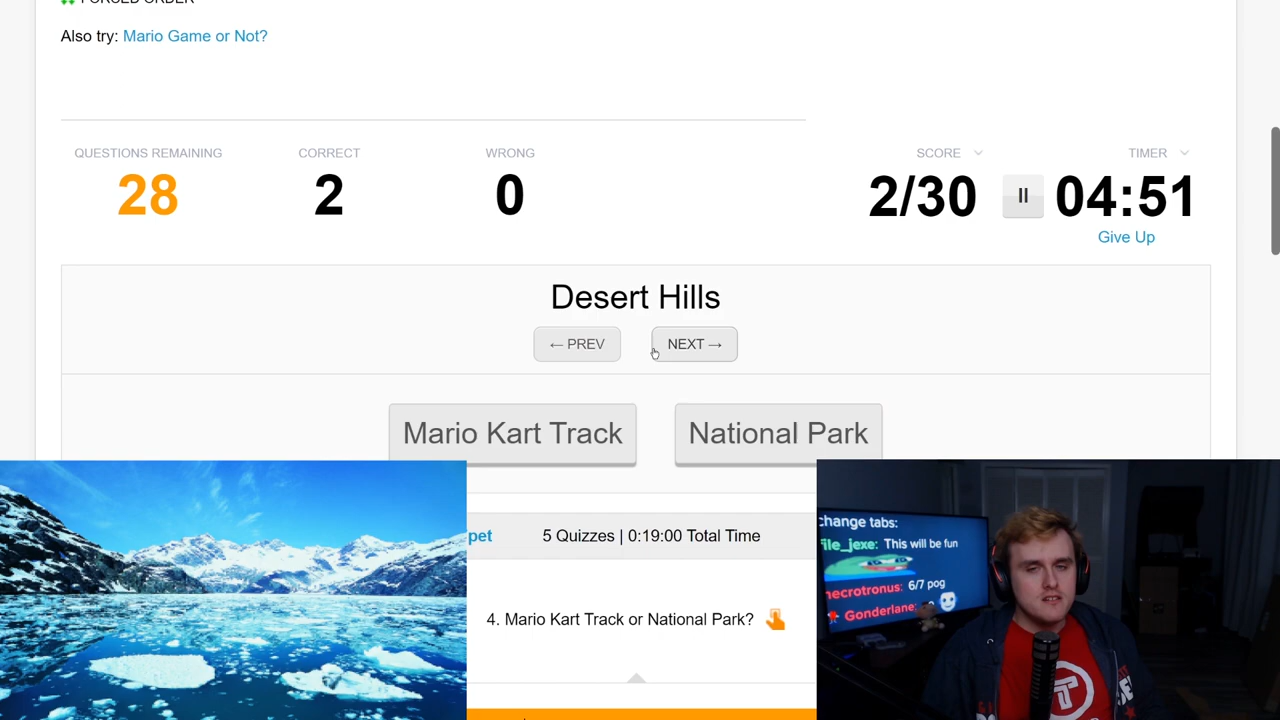 Also try: Mario Game or Not?
QUESTIONS REMAINING
28
CORRECT
2
WRONG
0
SCORE
2/30
TIMER
04:51
Give Up
Desert Hills
← PREV
NEXT →
Mario Kart Track
National Park
pet
5 Quizzes | 0:19:00 Total Time
4. Mario Kart Track or National Park?
change tabs:
file_jexe: This will be fun
necrotronus: 6/7 pog
Gonderlane: